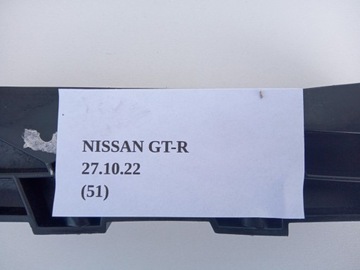 NISSAN GT-R
27.10.22
(51)